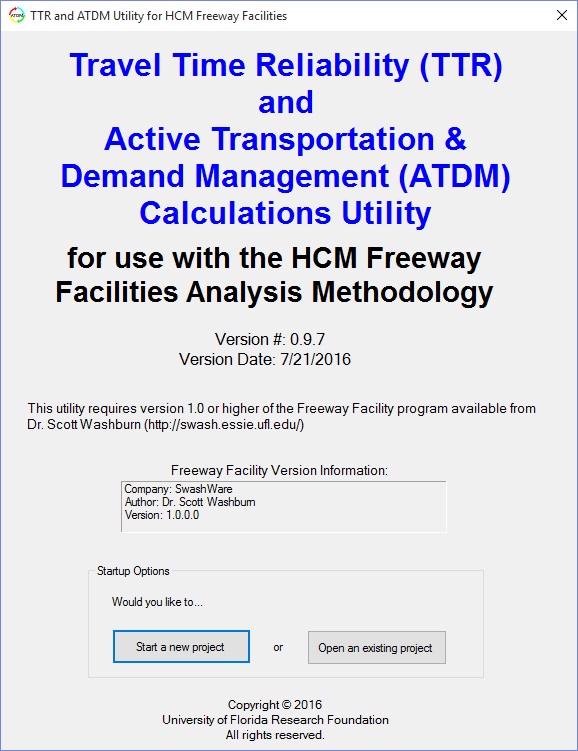 TTR and ATDM Utility for HCM Freeway Facilities
Travel Time Reliability (TTR)
and
Active Transportation &
Demand Management (ATDM)
Calculations Utility
for use with the HCM Freeway
Facilities Analysis Methodology
Version #: 0.9.7
Version Date: 7/21/2016
This utility requires version 1.0 or higher of the Freeway Facility program available from
Dr. Scott Washburn (http://swash.essie.ufl.edu/)
Freeway Facility Version Information:
Company: SwashWare
Author: Dr. Scott Washburn
Version: 1.0.0.0
Startup Options
Would you like to...
Start a new project
or
Open an existing project
Copyright © 2016
University of Florida Research Foundation
All rights reserved.